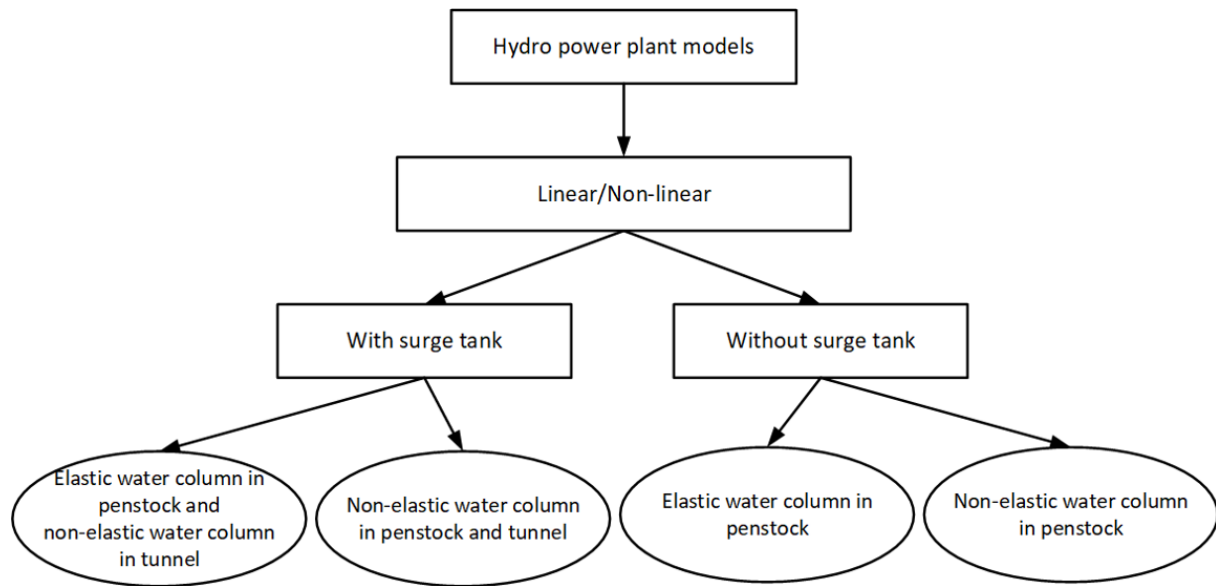 Hydro power plant models
Linear/Non-linear
With surge tank
Without surge tank
Elastic water column in
penstock and
non-elastic water column
in tunnel
Non-elastic water column
in penstock and tunnel
Elastic water column in
penstock
Non-elastic water column
in penstock